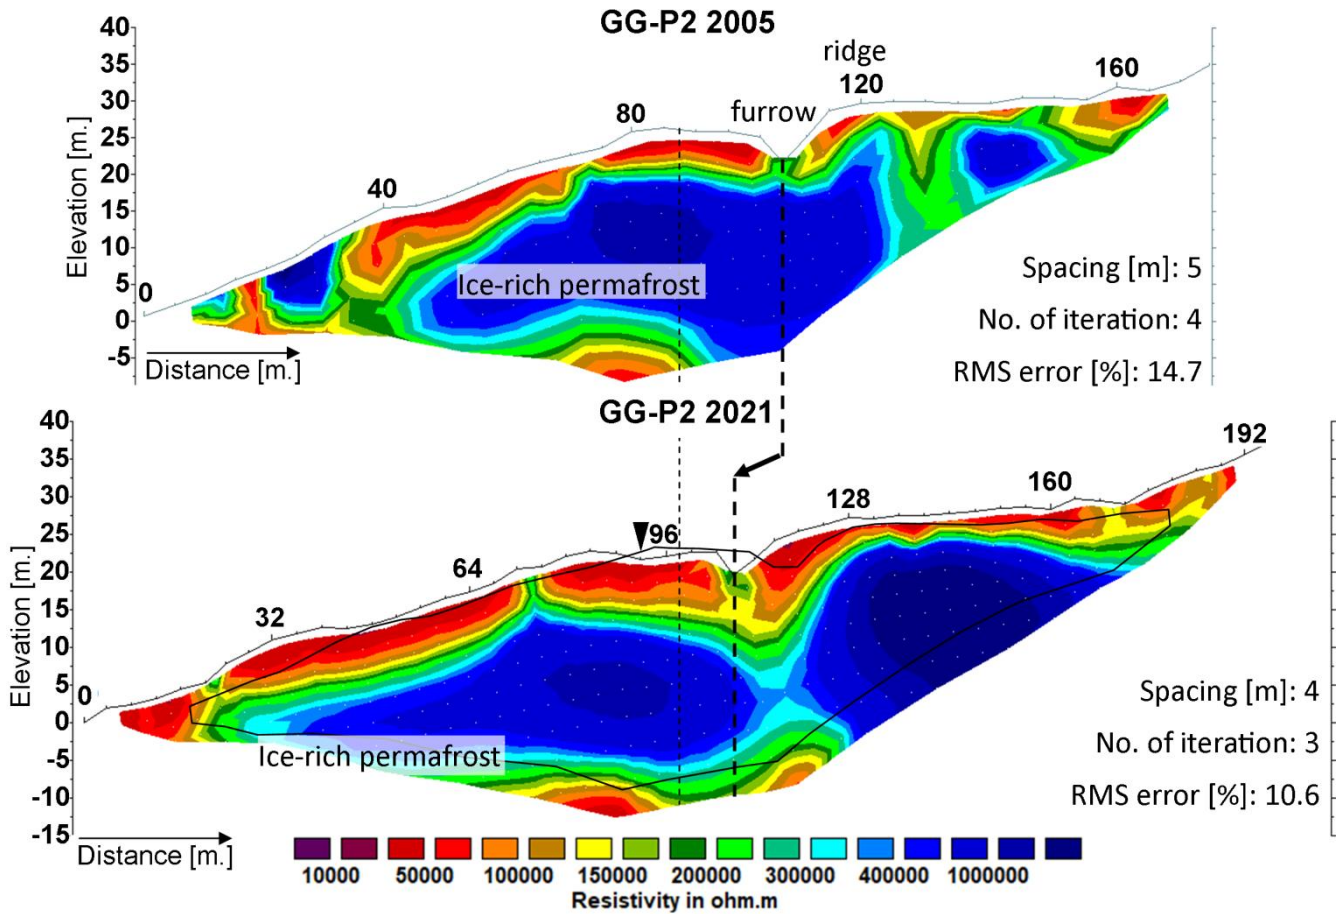 GG-P2 2005
40
35
30
25
20
15
10
5
0
-5
Elevation [m.]
0
40
80
furrow
ridge
120
160
Ice-rich permafrost
Distance [m.]
Spacing [m]: 5
No. of iteration: 4
RMS error [%]: 14.7
GG-P2 2021
40
35
30
25
20
15
10
5
0
-5
-10
-15
Elevation [m.]
0
32
64
96
128
160
192
Ice-rich permafrost
Distance [m.]
Spacing [m]: 4
No. of iteration: 3
RMS error [%]: 10.6
10000 50000 100000 150000 200000 300000 400000 1000000
Resistivity in ohm.m